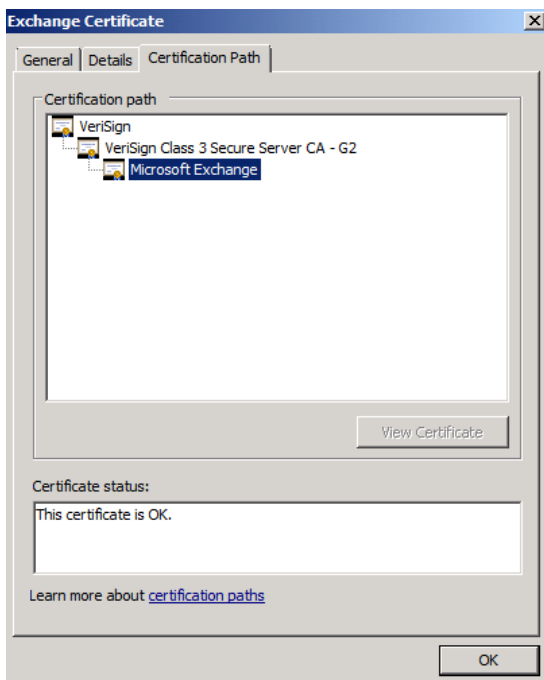 Exchange Certificate
General Details Certification Path
Certification path
VeriSign
VeriSign Class 3 Secure Server CA - G2
Microsoft Exchange
View Certificate
Certificate status:
This certificate is OK.
Learn more about certification paths
OK